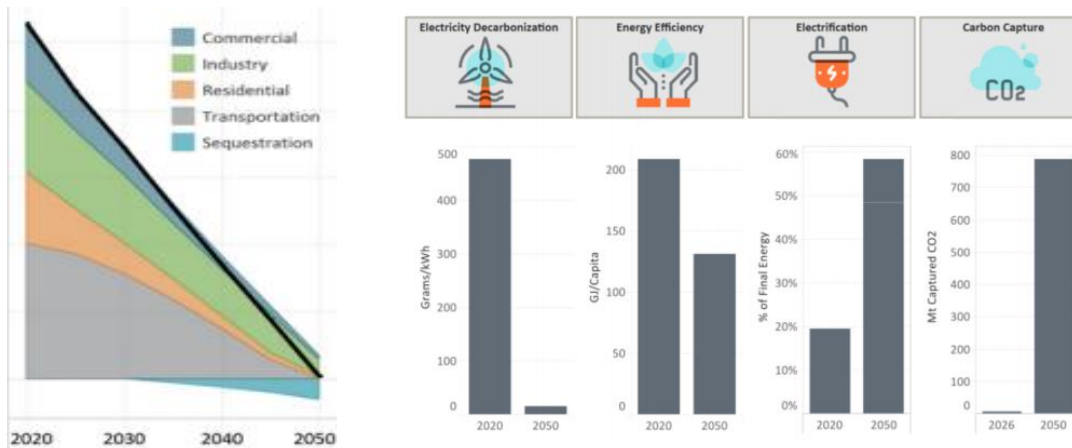 Commercial
Industry
Residential
Transportation
Sequestration
2020 2030 2040 2050
Electricity Decarbonization
Energy Efficiency
Electrification
Carbon Capture
CO₂
500
400
300
200
100
0
Grams/kWh
2020 2050
200
150
100
50
0
GJ/Capita
2020 2050
60%
50%
40%
30%
20%
10%
0%
% of Final Energy
2020 2050
800
700
600
500
400
300
200
100
0
Mt Captured CO2
2026 2050